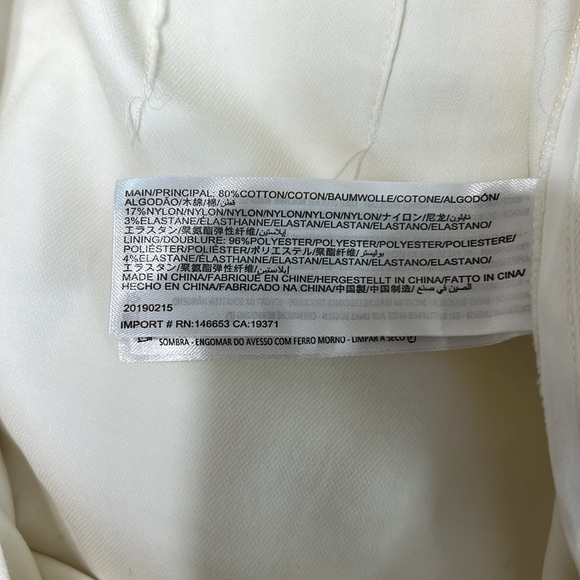 MAIN/PRINCIPAL: 80%COTTON/COTON/BAUMWOLLE/COTONE/ALGODÓN/
ALGODÃO/木綿/棉/قطن/
17%NYLON/NYLON/NYLON/NYLON/NYLON/NYLON/ナイロン/尼龙/نايلون/
3%ELASTANE/ELASTHANNE/ELASTAN/ELASTAN/ELASTANO/ELASTANO/
エラスタン/聚氨酯弹性纤维/إيلاستين/
LINING/DOUBLURE: 96%POLYESTER/POLYESTER/POLYESTER/POLIESTERE/
POLIÉSTER/POLIÉSTER/ポリエステル/聚酯纤维/بوليستر/
4%ELASTANE/ELASTHANNE/ELASTAN/ELASTAN/ELASTANO/ELASTANO/
エラスタン/聚氨酯弹性纤维/إيلاستين/
MADE IN CHINA/FABRIQUE EN CHINE/HERGESTELLT IN CHINA/FATTO IN CINA/
HECHO EN CHINA/FABRICADO NA CHINA/中国製/中国制造/الصين في صنع/
20190215
IMPORT # RN:146653 CA:19371
SOMBRA - ENGOMAR DO AVESSO COM FERRO MORNO - LIMPAR A SECO